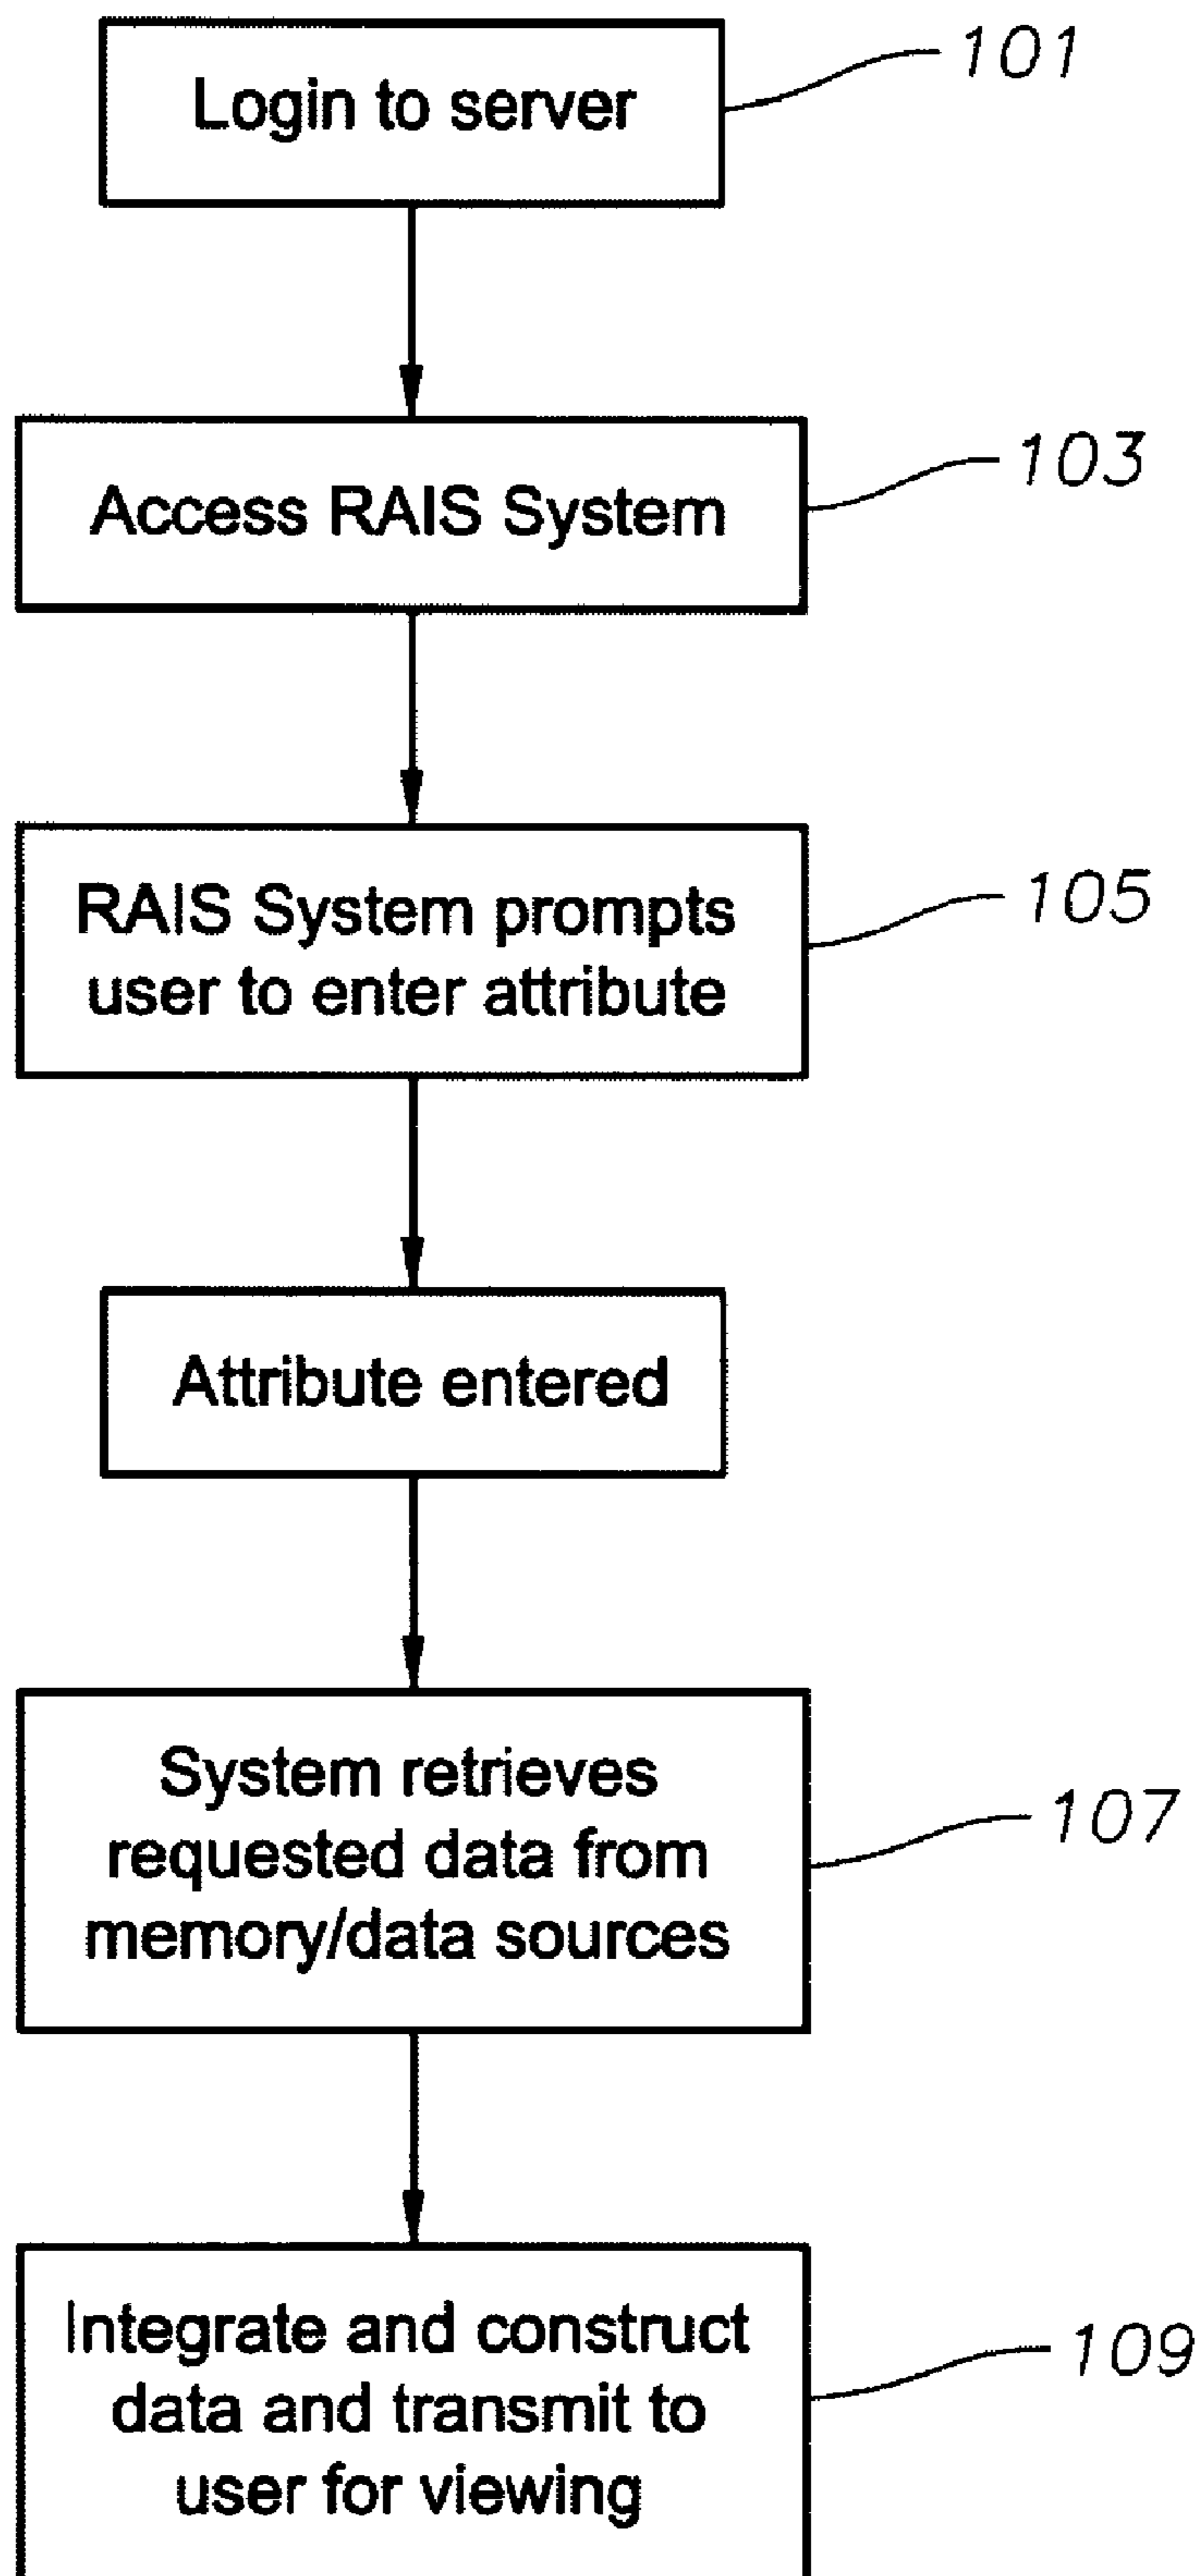 Login to server
101
Access RAIS System
103
RAIS System prompts
user to enter attribute
105
Attribute entered
System retrieves
requested data from
memory/data sources
107
Integrate and construct
data and transmit to
user for viewing
109